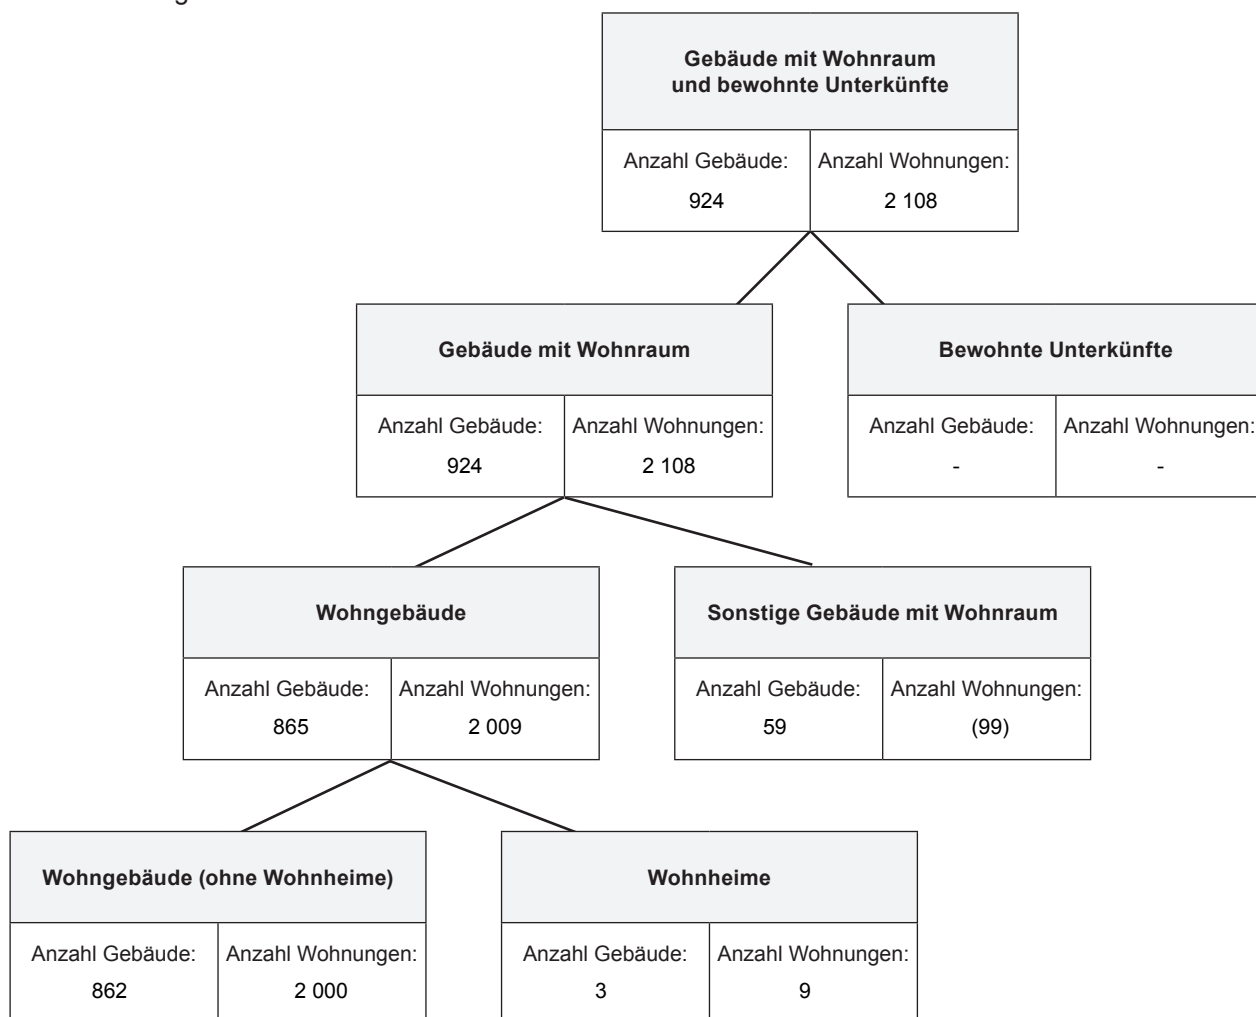 Gebäude mit Wohnraum
und bewohnte Unterkünfte
Anzahl Gebäude: Anzahl Wohnungen:
924 2 108
Gebäude mit Wohnraum
Anzahl Gebäude: Anzahl Wohnungen:
924 2 108
Bewohnte Unterkünfte
Anzahl Gebäude: Anzahl Wohnungen:
- -
Wohngebäude
Anzahl Gebäude: Anzahl Wohnungen:
865 2 009
Sonstige Gebäude mit Wohnraum
Anzahl Gebäude: Anzahl Wohnungen:
59 (99)
Wohngebäude (ohne Wohnheime)
Anzahl Gebäude: Anzahl Wohnungen:
862 2 000
Wohnheime
Anzahl Gebäude: Anzahl Wohnungen:
3 9